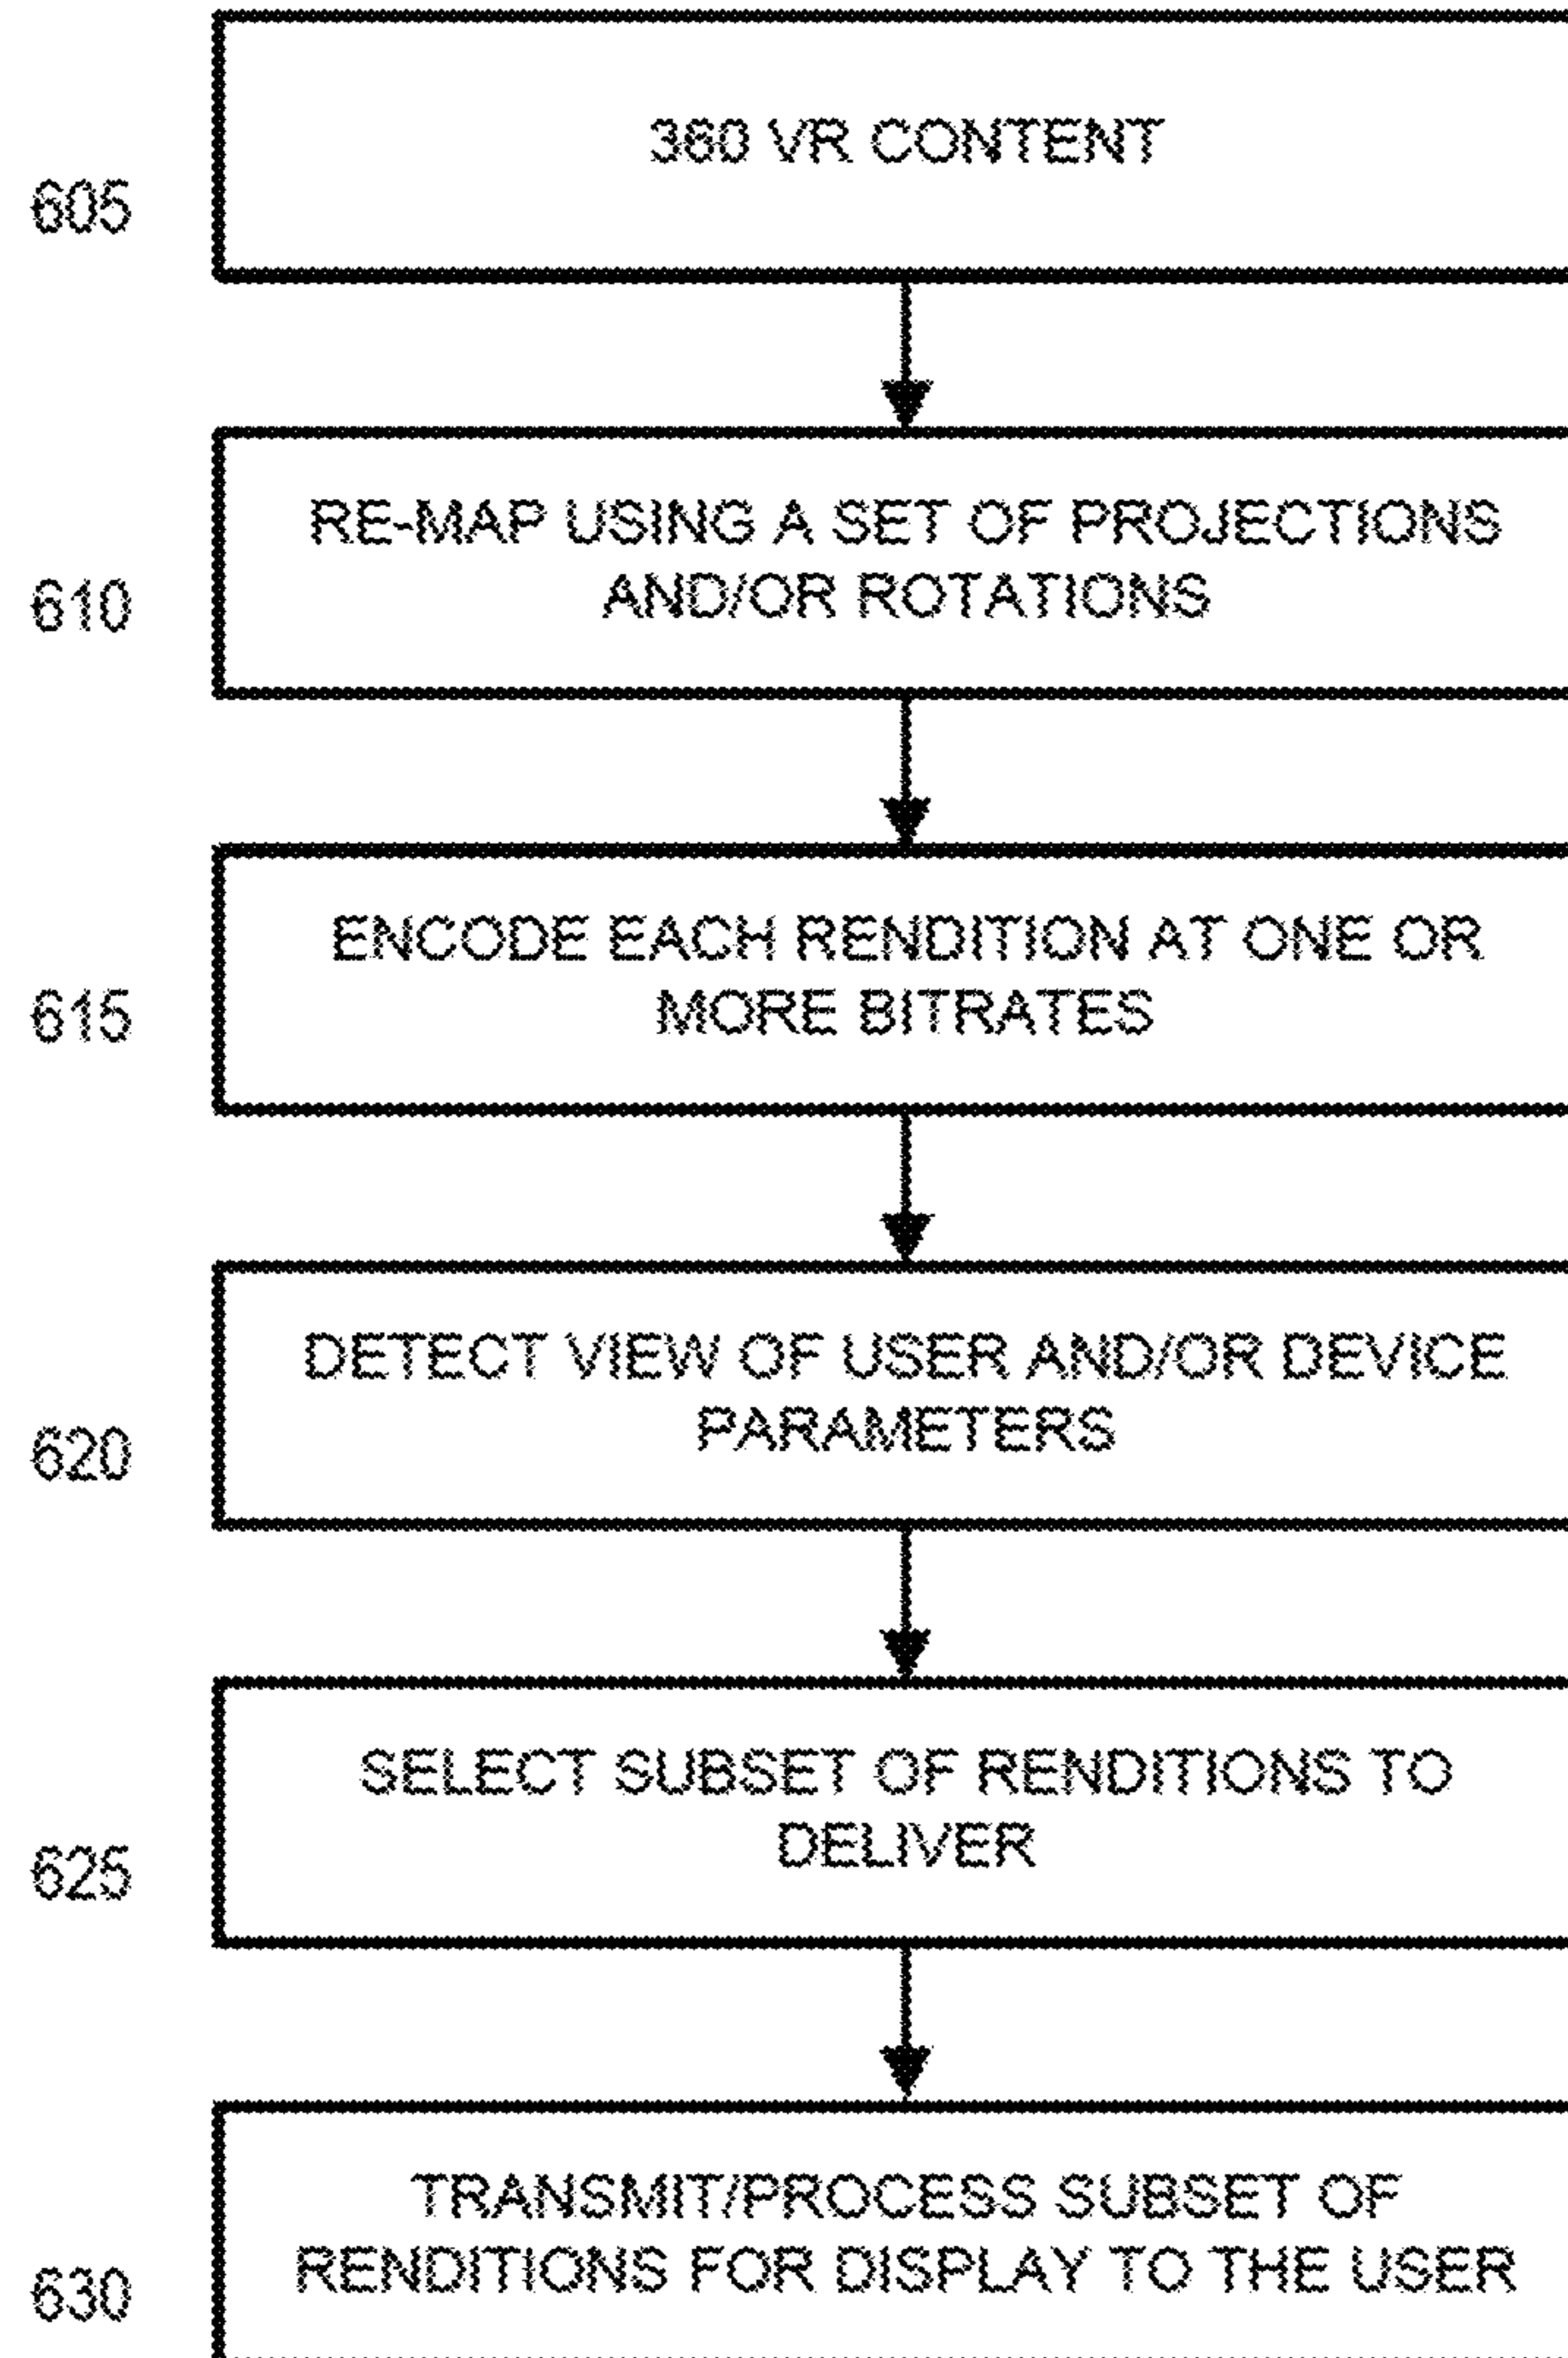 360 VR CONTENT
605
RE-MAP USING A SET OF PROJECTIONS
AND/OR ROTATIONS
610
ENCODE EACH RENDITION AT ONE OR
MORE BITRATES
615
DETECT VIEW OF USER AND/OR DEVICE
PARAMETERS
620
SELECT SUBSET OF RENDITIONS TO
DELIVER
625
TRANSMIT/PROCESS SUBSET OF
RENDITIONS FOR DISPLAY TO THE USER
630